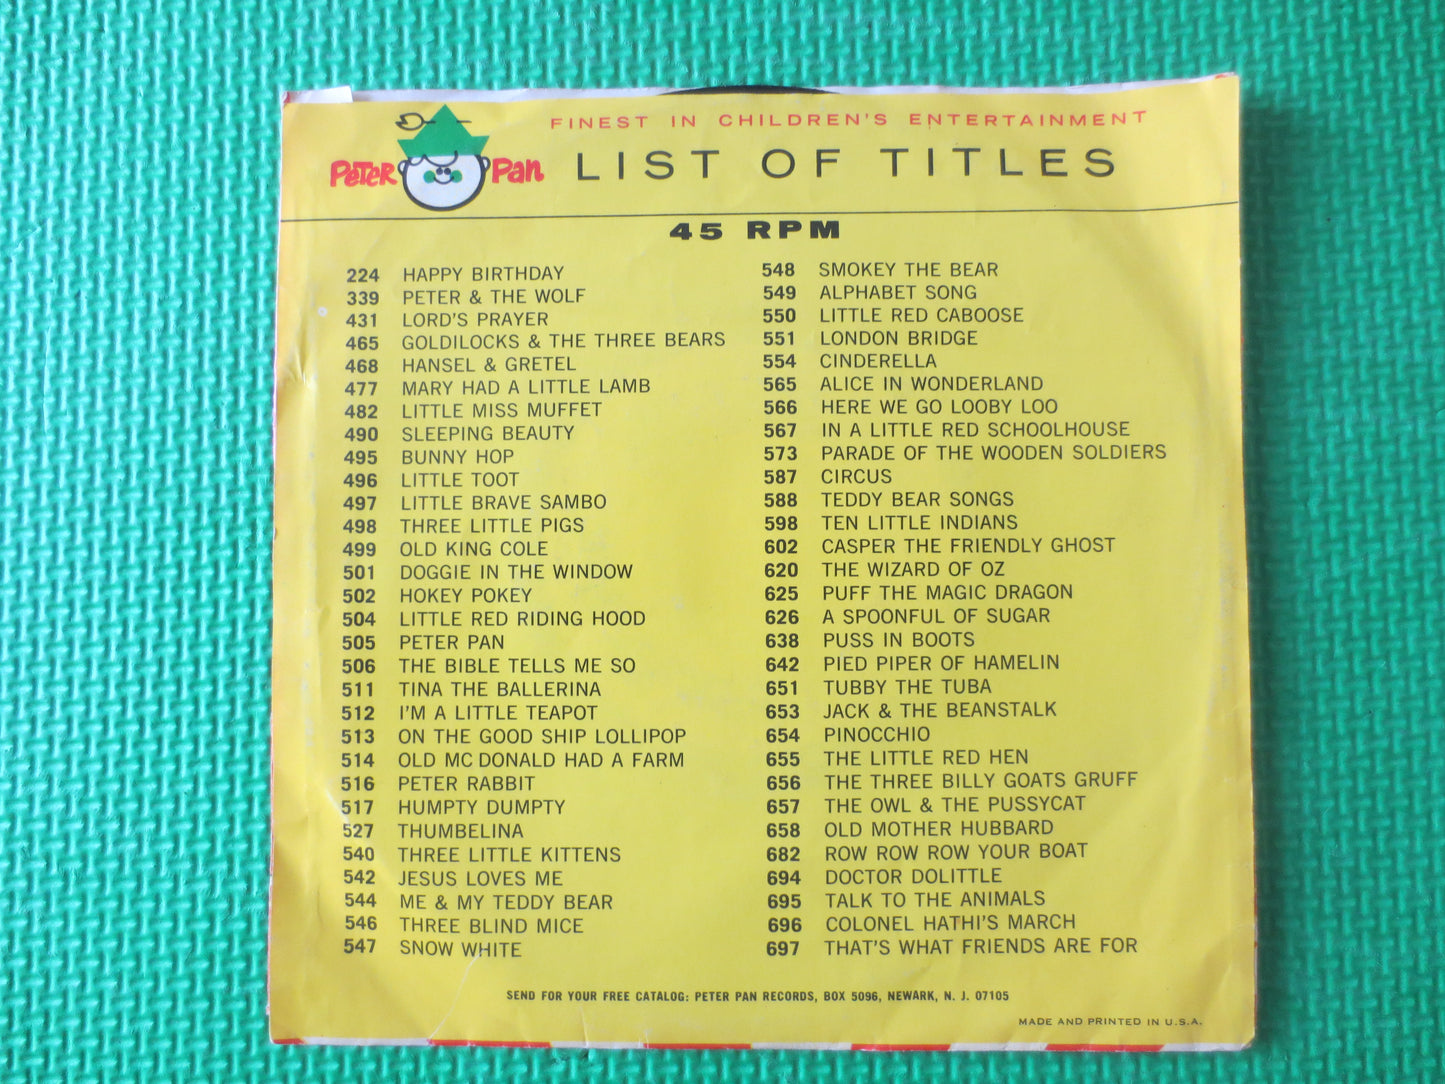 FINEST IN CHILDREN'S ENTERTAINMENT
PETER PAN LIST OF TITLES
45 RPM
224 HAPPY BIRTHDAY
339 PETER & THE WOLF
431 LORD'S PRAYER
465 GOLDILOCKS & THE THREE BEARS
468 HANSEL & GRETEL
477 MARY HAD A LITTLE LAMB
482 LITTLE MISS MUFFET
490 SLEEPING BEAUTY
495 BUNNY HOP
496 LITTLE TOOT
497 LITTLE BRAVE SAMBO
498 THREE LITTLE PIGS
499 OLD KING COLE
501 DOGGIE IN THE WINDOW
502 HOKEY POKEY
504 LITTLE RED RIDING HOOD
505 PETER PAN
506 THE BIBLE TELLS ME SO
511 TINA THE BALLERINA
512 I'M A LITTLE TEAPOT
513 ON THE GOOD SHIP LOLLIPOP
514 OLD MC DONALD HAD A FARM
516 PETER RABBIT
517 HUMPTY DUMPTY
527 THUMBELINA
540 THREE LITTLE KITTENS
542 JESUS LOVES ME
544 ME & MY TEDDY BEAR
546 THREE BLIND MICE
547 SNOW WHITE
548 SMOKEY THE BEAR
549 ALPHABET SONG
550 LITTLE RED CABOOSE
551 LONDON BRIDGE
554 CINDERELLA
565 ALICE IN WONDERLAND
566 HERE WE GO LOOBY LOO
567 IN A LITTLE RED SCHOOLHOUSE
573 PARADE OF THE WOODEN SOLDIERS
587 CIRCUS
588 TEDDY BEAR SONGS
598 TEN LITTLE INDIANS
602 CASPER THE FRIENDLY GHOST
620 THE WIZARD OF OZ
625 PUFF THE MAGIC DRAGON
626 A SPOONFUL OF SUGAR
638 PUSS IN BOOTS
642 PIED PIPER OF HAMELIN
651 TUBBY THE TUBA
653 JACK & THE BEANSTALK
654 PINOCCHIO
655 THE LITTLE RED HEN
656 THE THREE BILLY GOATS GRUFF
657 THE OWL & THE PUSSYCAT
658 OLD MOTHER HUBBARD
682 ROW ROW ROW YOUR BOAT
694 DOCTOR DOLITTLE
695 TALK TO THE ANIMALS
696 COLONEL HATHI'S MARCH
697 THAT'S WHAT FRIENDS ARE FOR
SEND FOR YOUR FREE CATALOG: PETER PAN RECORDS, BOX 5096, NEWARK, N. J. 07105
MADE AND PRINTED IN U.S.A.